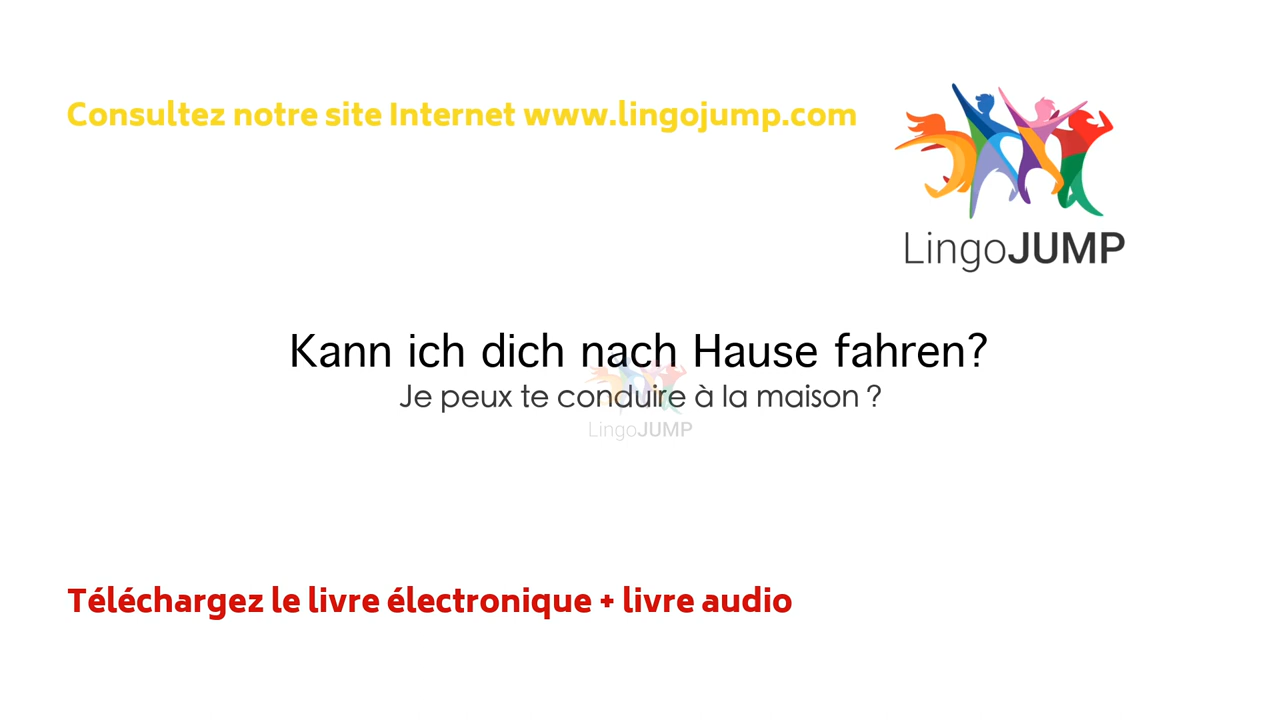 Consultez notre site Internet www.lingojump.com
LingoJUMP
Kann ich dich nach Hause fahren?
Je peux te conduire à la maison ?
LingoJUMP
Téléchargez le livre électronique + livre audio